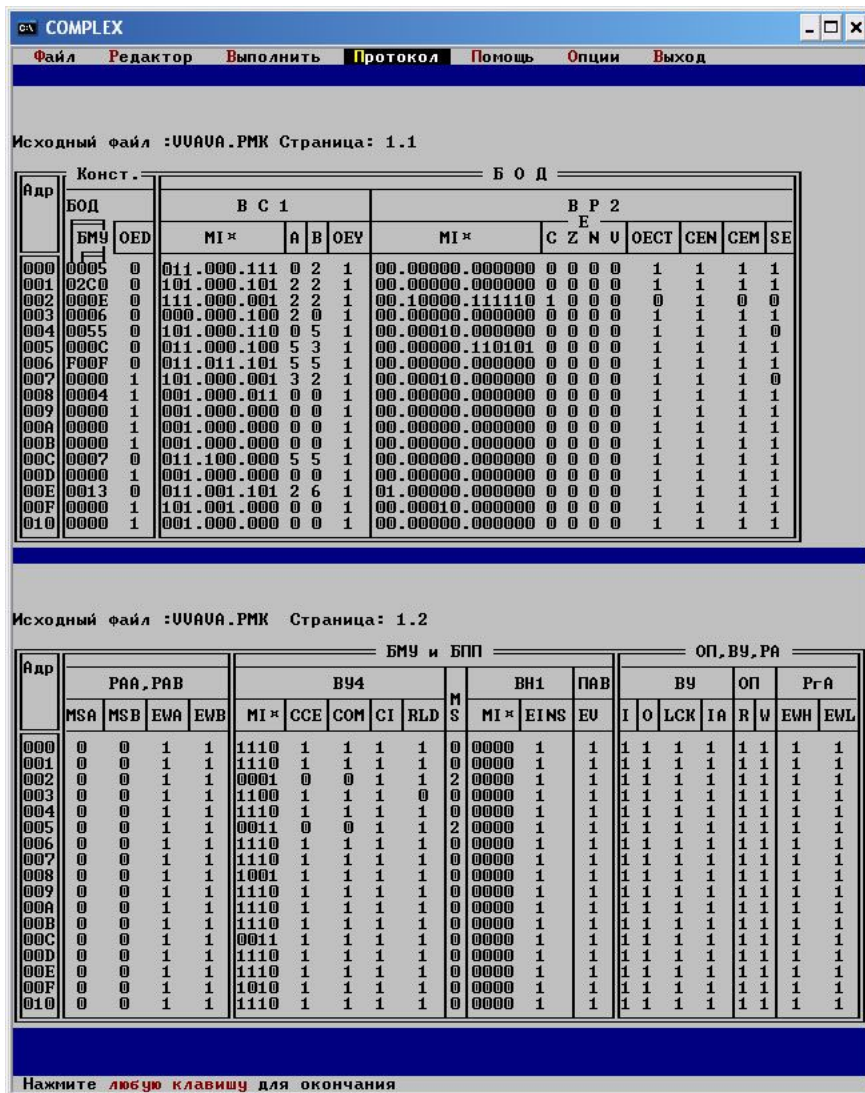 COMPLEX
Файл Редактор Выполнить Протокол Помощь Опции Выход
Исходный файл :VVAVA.PMK Страница: 1.1
Адр Конст. Б О Д
БОД В С 1 В Р 2
БМУ OED MI¤ A B OEY MI¤ C Z E N V OECT CEN CEM SE
000 0005 0 011.000.111 0 2 1 00.00000.000000 0 0 0 0 1 1 1 1
001 02C0 0 101.000.101 2 2 1 00.00000.000000 0 0 0 0 1 1 1 1
002 000E 0 111.000.001 2 2 1 00.10000.111110 1 0 0 0 0 1 0 0
003 0006 0 000.000.100 2 0 1 00.00000.000000 0 0 0 0 1 1 1 1
004 0055 0 101.000.110 0 5 1 00.00010.000000 0 0 0 0 1 1 1 0
005 000C 0 011.000.100 5 3 1 00.00000.110101 0 0 0 0 1 1 1 1
006 F00F 0 011.011.101 5 5 1 00.00000.000000 0 0 0 0 1 1 1 1
007 0000 1 101.000.001 3 2 1 00.00010.000000 0 0 0 0 1 1 1 0
008 0004 1 001.000.011 0 0 1 00.00000.000000 0 0 0 0 1 1 1 1
009 0000 1 001.000.000 0 0 1 00.00000.000000 0 0 0 0 1 1 1 1
00A 0000 1 001.000.000 0 0 1 00.00000.000000 0 0 0 0 1 1 1 1
00B 0000 1 001.000.000 0 0 1 00.00000.000000 0 0 0 0 1 1 1 1
00C 0007 0 011.100.000 5 5 1 00.00000.000000 0 0 0 0 1 1 1 1
00D 0000 1 001.000.000 0 0 1 00.00000.000000 0 0 0 0 1 1 1 1
00E 0013 0 011.001.101 2 6 1 01.00000.000000 0 0 0 0 1 1 1 1
00F 0000 1 101.001.000 0 0 1 00.00010.000000 0 0 0 0 1 1 1 1
010 0000 1 001.000.000 0 0 1 00.00000.000000 0 0 0 0 1 1 1 1
Исходный файл :VVAVA.PMK Страница: 1.2
Адр БМУ и БПП ОП,ВУ,РА
РАА,РАВ ВУ4 MS ВН1 ПАВ ВУ ОП РгА
MSA MSB EWA EWB MI¤ CCE COM CI RLD MI¤ EINS EV I O LCK IA R W EWH EWL
000 0 0 1 1 1110 1 1 1 1 0 0000 1 1 1 1 1 1 1 1 1 1
001 0 0 1 1 1110 1 1 1 1 0 0000 1 1 1 1 1 1 1 1 1 1
002 0 0 1 1 0001 0 0 1 1 2 0000 1 1 1 1 1 1 1 1 1 1
003 0 0 1 1 1100 1 1 1 0 0 0000 1 1 1 1 1 1 1 1 1 1
004 0 0 1 1 1110 1 1 1 1 0 0000 1 1 1 1 1 1 1 1 1 1
005 0 0 1 1 0011 0 0 1 1 2 0000 1 1 1 1 1 1 1 1 1 1
006 0 0 1 1 1110 1 1 1 1 0 0000 1 1 1 1 1 1 1 1 1 1
007 0 0 1 1 1110 1 1 1 1 0 0000 1 1 1 1 1 1 1 1 1 1
008 0 0 1 1 1001 1 1 1 1 0 0000 1 1 1 1 1 1 1 1 1 1
009 0 0 1 1 1110 1 1 1 1 0 0000 1 1 1 1 1 1 1 1 1 1
00A 0 0 1 1 1110 1 1 1 1 0 0000 1 1 1 1 1 1 1 1 1 1
00B 0 0 1 1 1110 1 1 1 1 0 0000 1 1 1 1 1 1 1 1 1 1
00C 0 0 1 1 0011 1 1 1 1 0 0000 1 1 1 1 1 1 1 1 1 1
00D 0 0 1 1 1110 1 1 1 1 0 0000 1 1 1 1 1 1 1 1 1 1
00E 0 0 1 1 1110 1 1 1 1 0 0000 1 1 1 1 1 1 1 1 1 1
00F 0 0 1 1 1010 1 1 1 1 0 0000 1 1 1 1 1 1 1 1 1 1
010 0 0 1 1 1110 1 1 1 1 0 0000 1 1 1 1 1 1 1 1 1 1
Нажмите любую клавишу для окончания